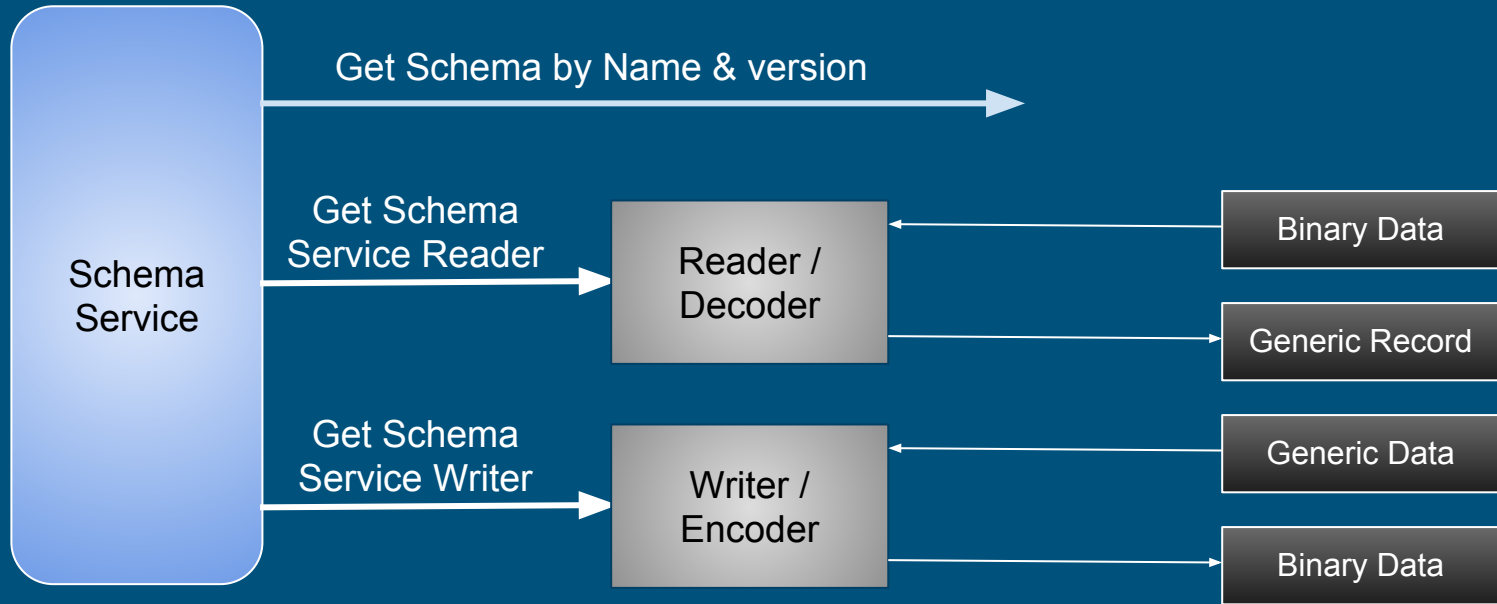 Get Schema by Name & version
Schema
Service
Get Schema
Service Reader
Reader /
Decoder
Binary Data
Generic Record
Get Schema
Service Writer
Writer /
Encoder
Generic Data
Binary Data